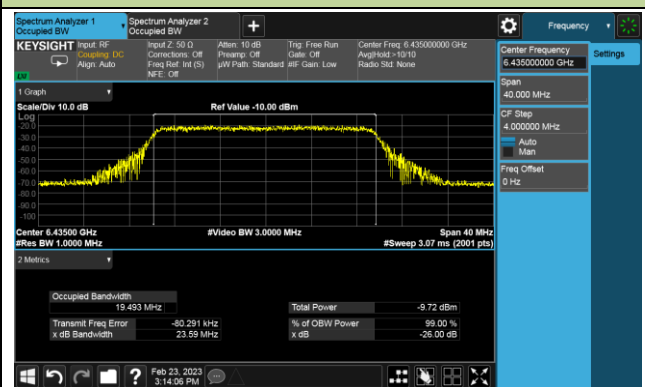 Spectrum Analyzer 1
Occupied BW
Spectrum Analyzer 2
Occupied BW
+
Frequency
KEYSIGHT
Input: RF
Coupling: DC
Align: Auto
Input Z: 50 Ω
Corrections: Off
Freq Ref: Int (S)
NFE: Off
Atten: 10 dB
Preamp: Off
µW Path: Standard
Trig: Free Run
Gate: Off
#IF Gain: Low
Center Freq: 6.435000000 GHz
Avg|Hold:>10/10
Radio Std: None
Center Frequency
6.435000000 GHz
Settings
Span
40.000 MHz
CF Step
4.000000 MHz
Auto
Man
Freq Offset
0 Hz
1 Graph
Scale/Div 10.0 dB
Ref Value -10.00 dBm
Log
-20.0
-30.0
-40.0
-50.0
-60.0
-70.0
-80.0
-90.0
-100
Center 6.43500 GHz
#Video BW 3.0000 MHz
Span 40 MHz
#Res BW 1.0000 MHz
#Sweep 3.07 ms (2001 pts)
2 Metrics
Occupied Bandwidth
19.493 MHz
Total Power
-9.72 dBm
Transmit Freq Error
-80.291 kHz
% of OBW Power
99.00 %
x dB Bandwidth
23.59 MHz
x dB
-26.00 dB
?
Feb 23, 2023
3:14:06 PM